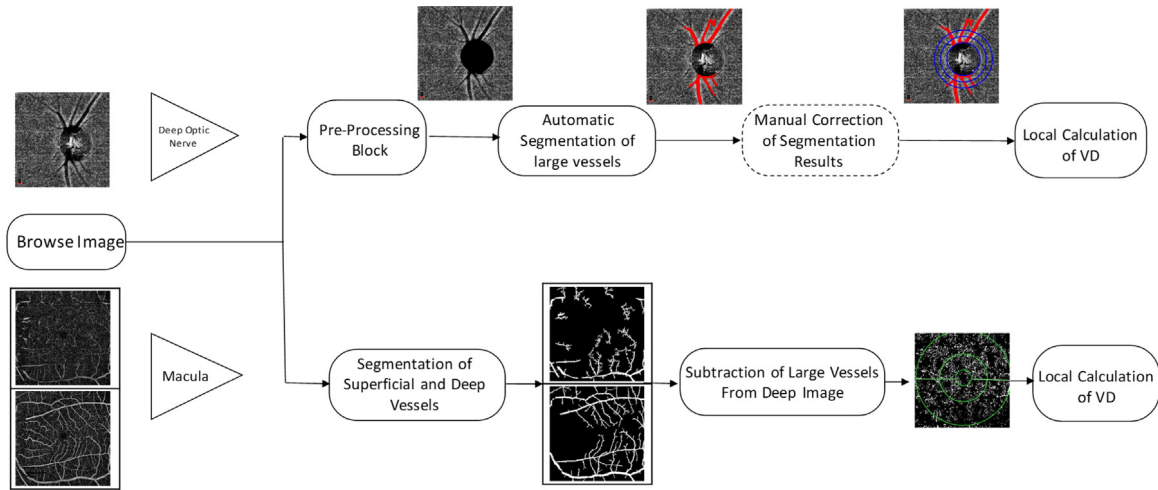 Deep Optic
Nerve
Pre-Processing
Block
Automatic
Segmentation of
large vessels
Manual Correction
of Segmentation
Results
Local Calculation
of VD
Browse Image
Macula
Segmentation of
Superficial and Deep
Vessels
Subtraction of Large Vessels
From Deep Image
Local Calculation
of VD